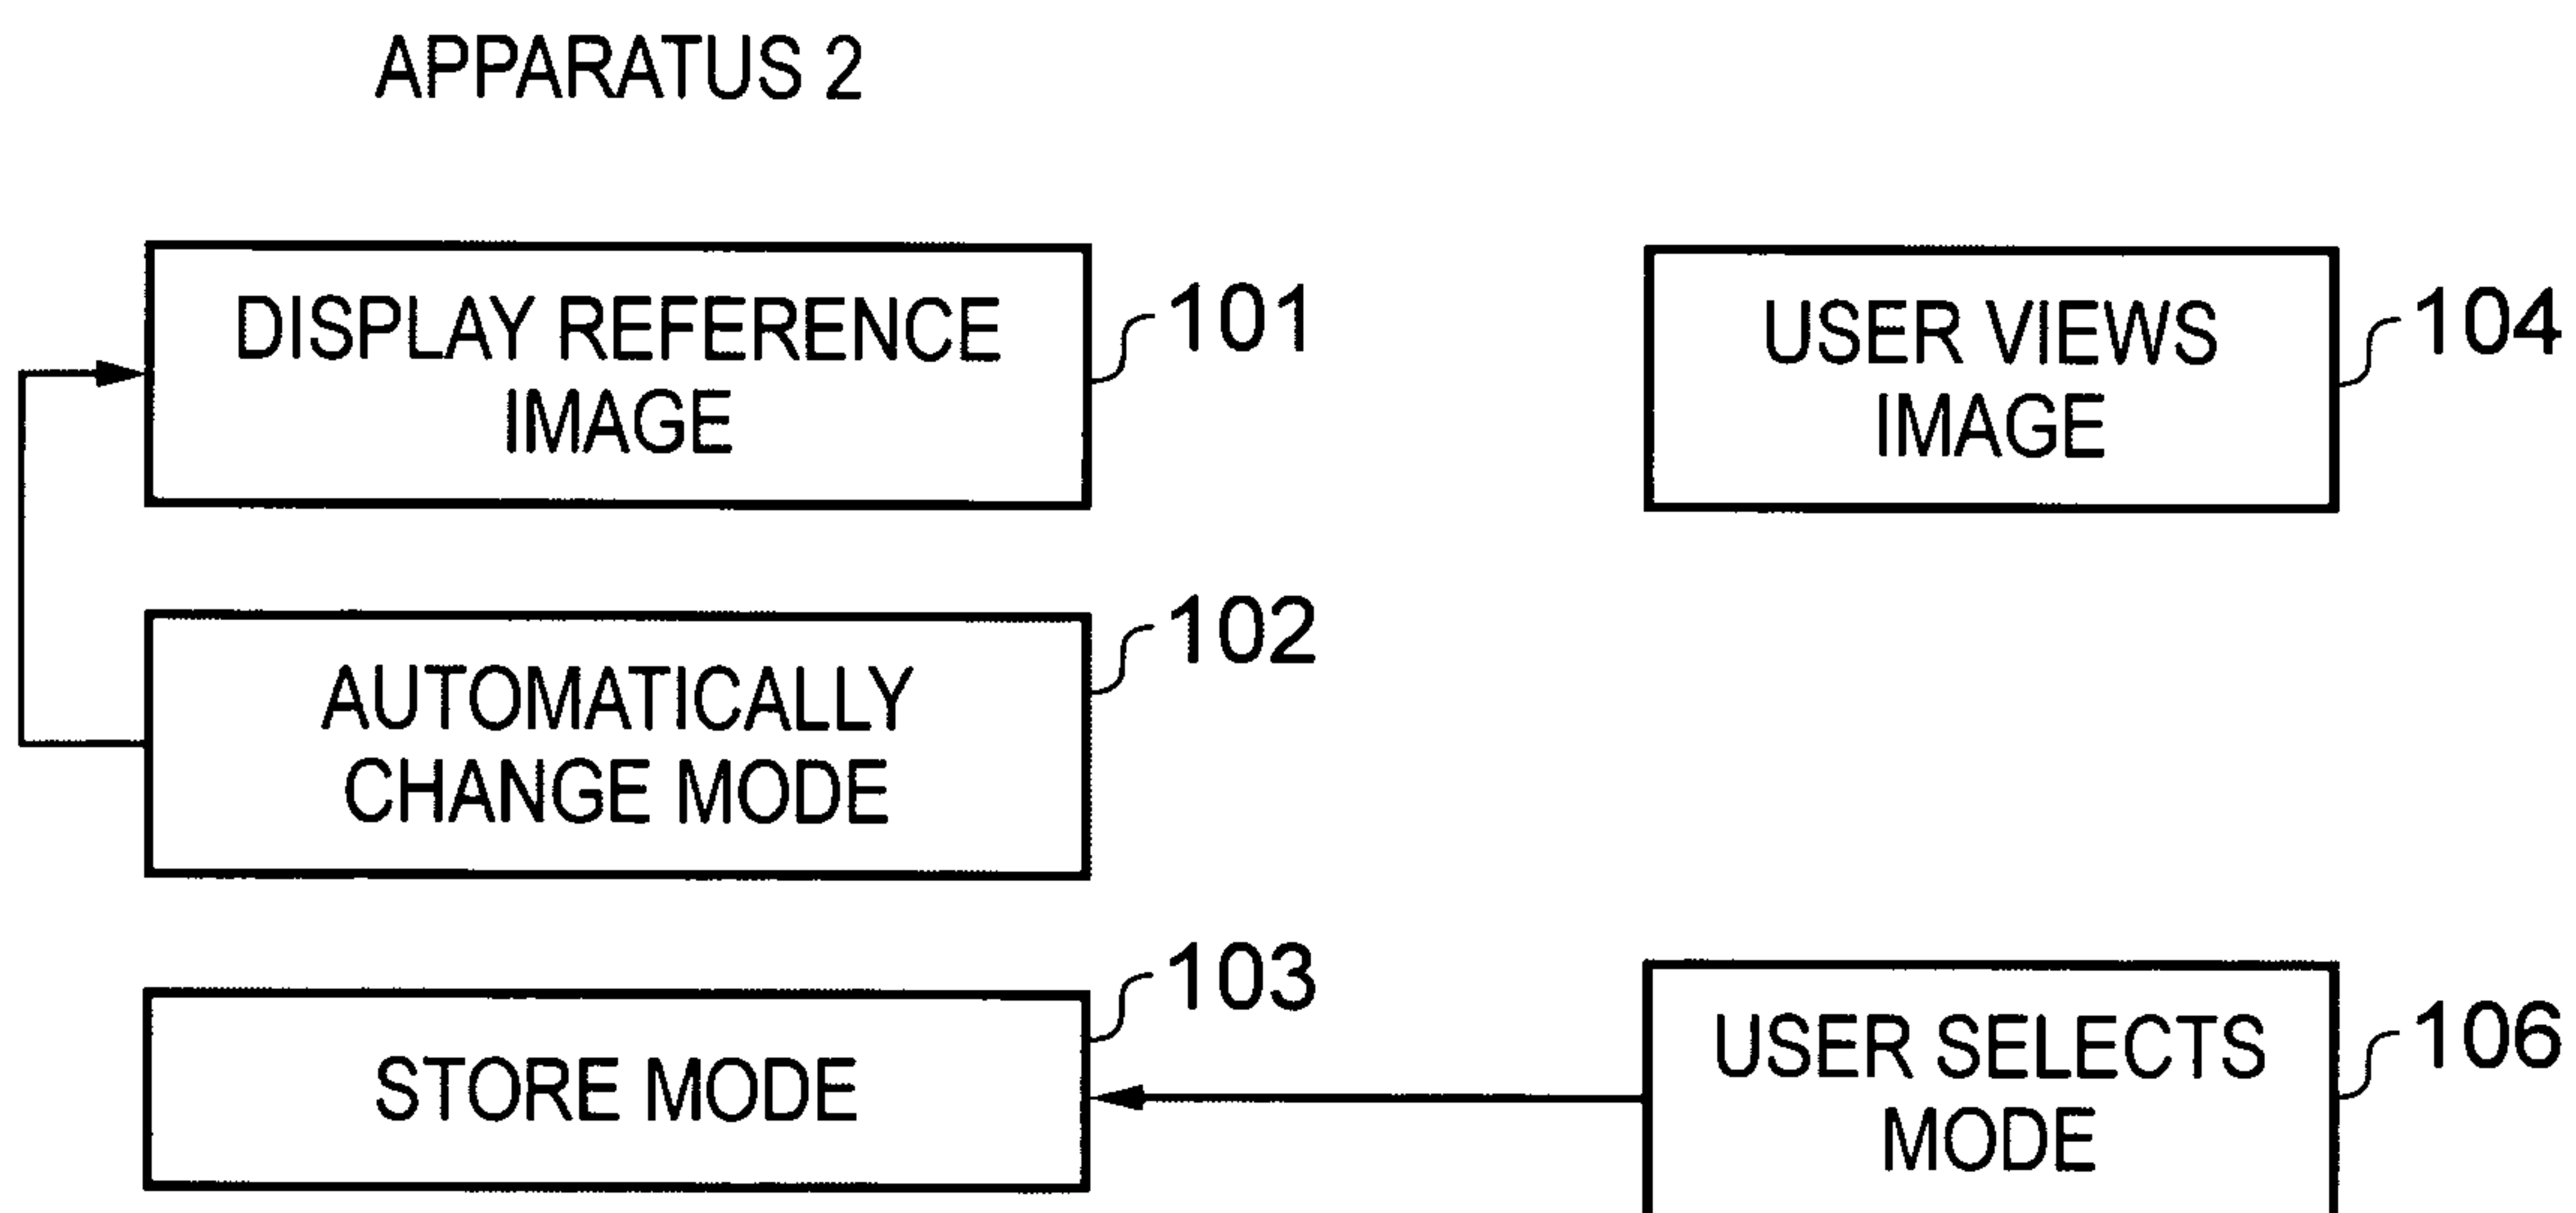 APPARATUS 2
DISPLAY REFERENCE
IMAGE
101
USER VIEWS
IMAGE
104
AUTOMATICALLY
CHANGE MODE
102
STORE MODE
103
USER SELECTS
MODE
106